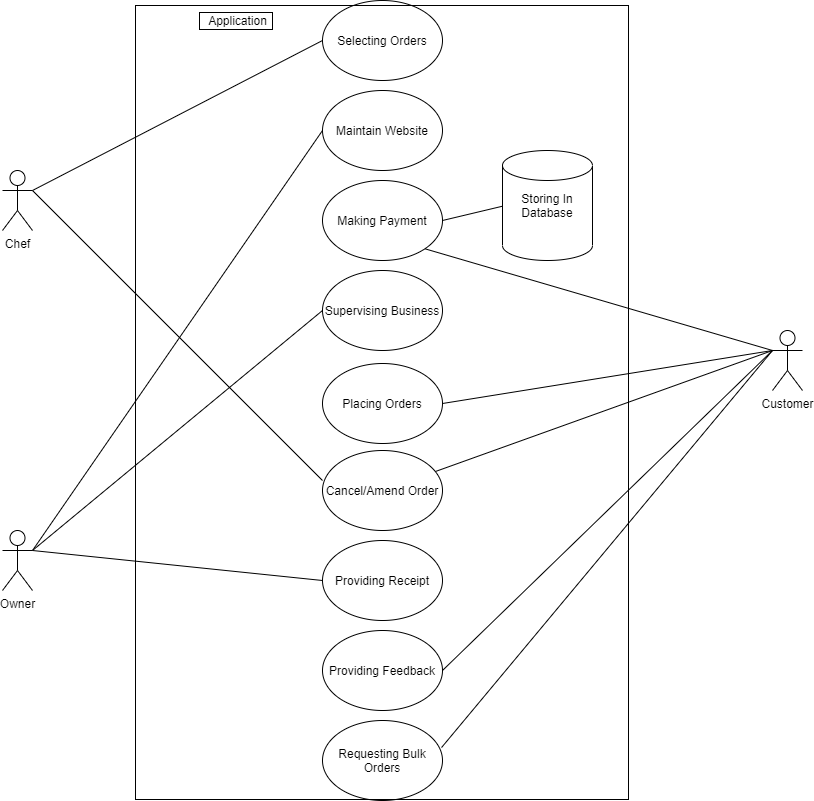 Application
Selecting Orders
Maintain Website
Making Payment
Storing In
Database
Chef
Supervising Business
Placing Orders
Customer
Cancel/Amend Order
Owner
Providing Receipt
Providing Feedback
Requesting Bulk
Orders